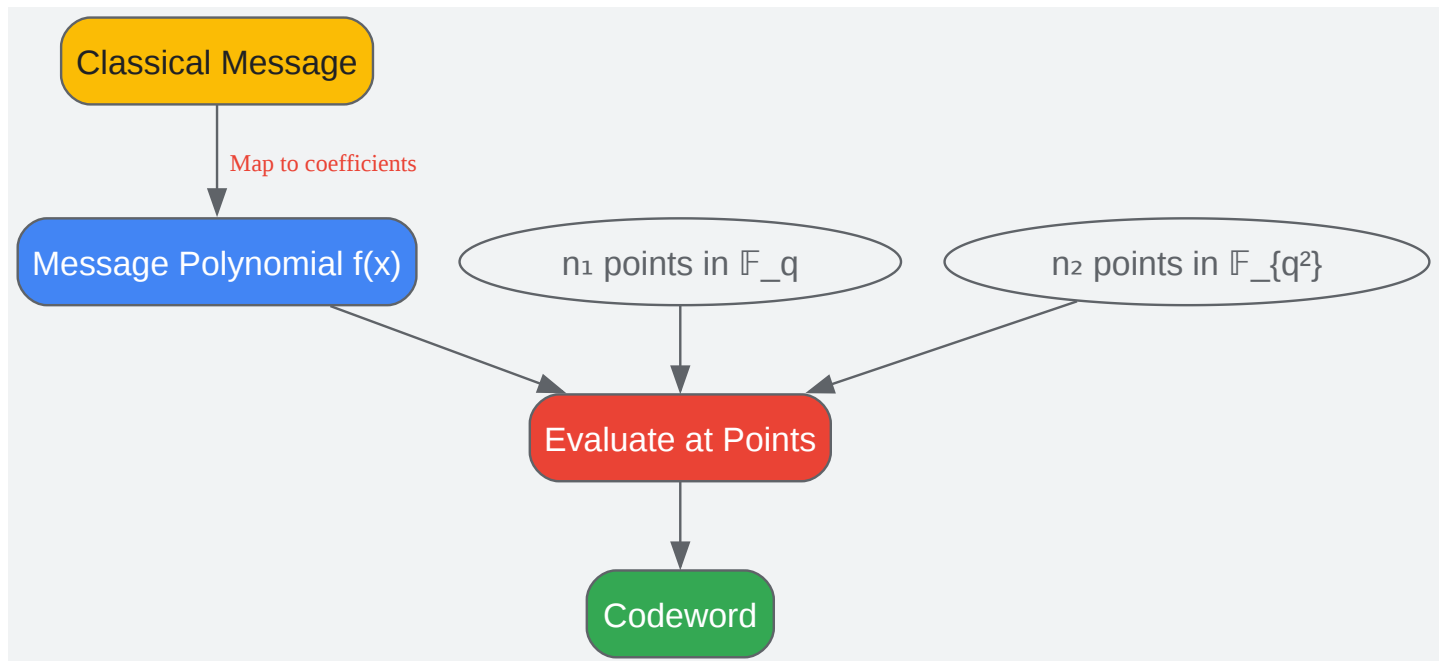 Classical Message
Map to coefficients
Message Polynomial f(x)
n₁ points in 𝔽_q
n₂ points in 𝔽_{q²}
Evaluate at Points
Codeword